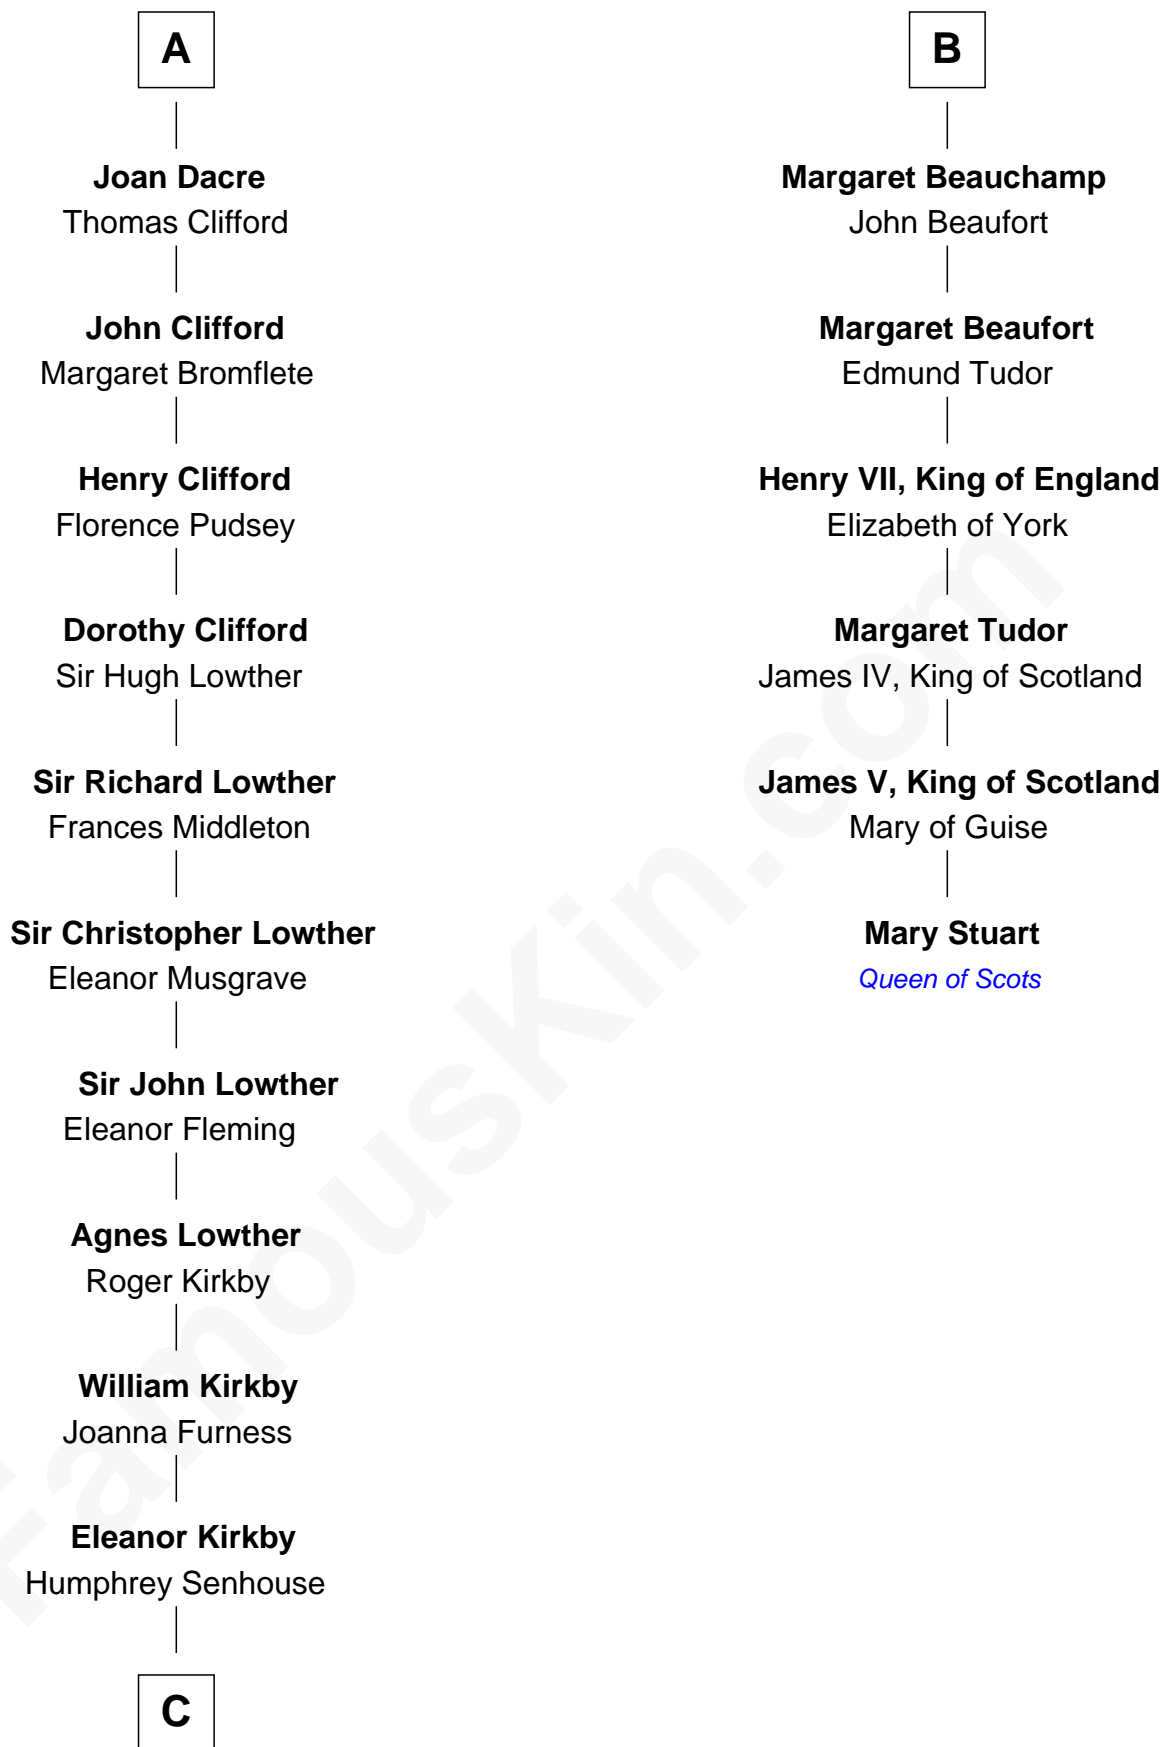 A
Joan Dacre
Thomas Clifford
John Clifford
Margaret Bromflete
Henry Clifford
Florence Pudsey
Dorothy Clifford
Sir Hugh Lowther
Sir Richard Lowther
Frances Middleton
Sir Christopher Lowther
Eleanor Musgrave
Sir John Lowther
Eleanor Fleming
Agnes Lowther
Roger Kirkby
William Kirkby
Joanna Furness
Eleanor Kirkby
Humphrey Senhouse
C
B
Margaret Beauchamp
John Beaufort
Margaret Beaufort
Edmund Tudor
Henry VII, King of England
Elizabeth of York
Margaret Tudor
James IV, King of Scotland
James V, King of Scotland
Mary of Guise
Mary Stuart
Queen of Scots
FamousKin.com